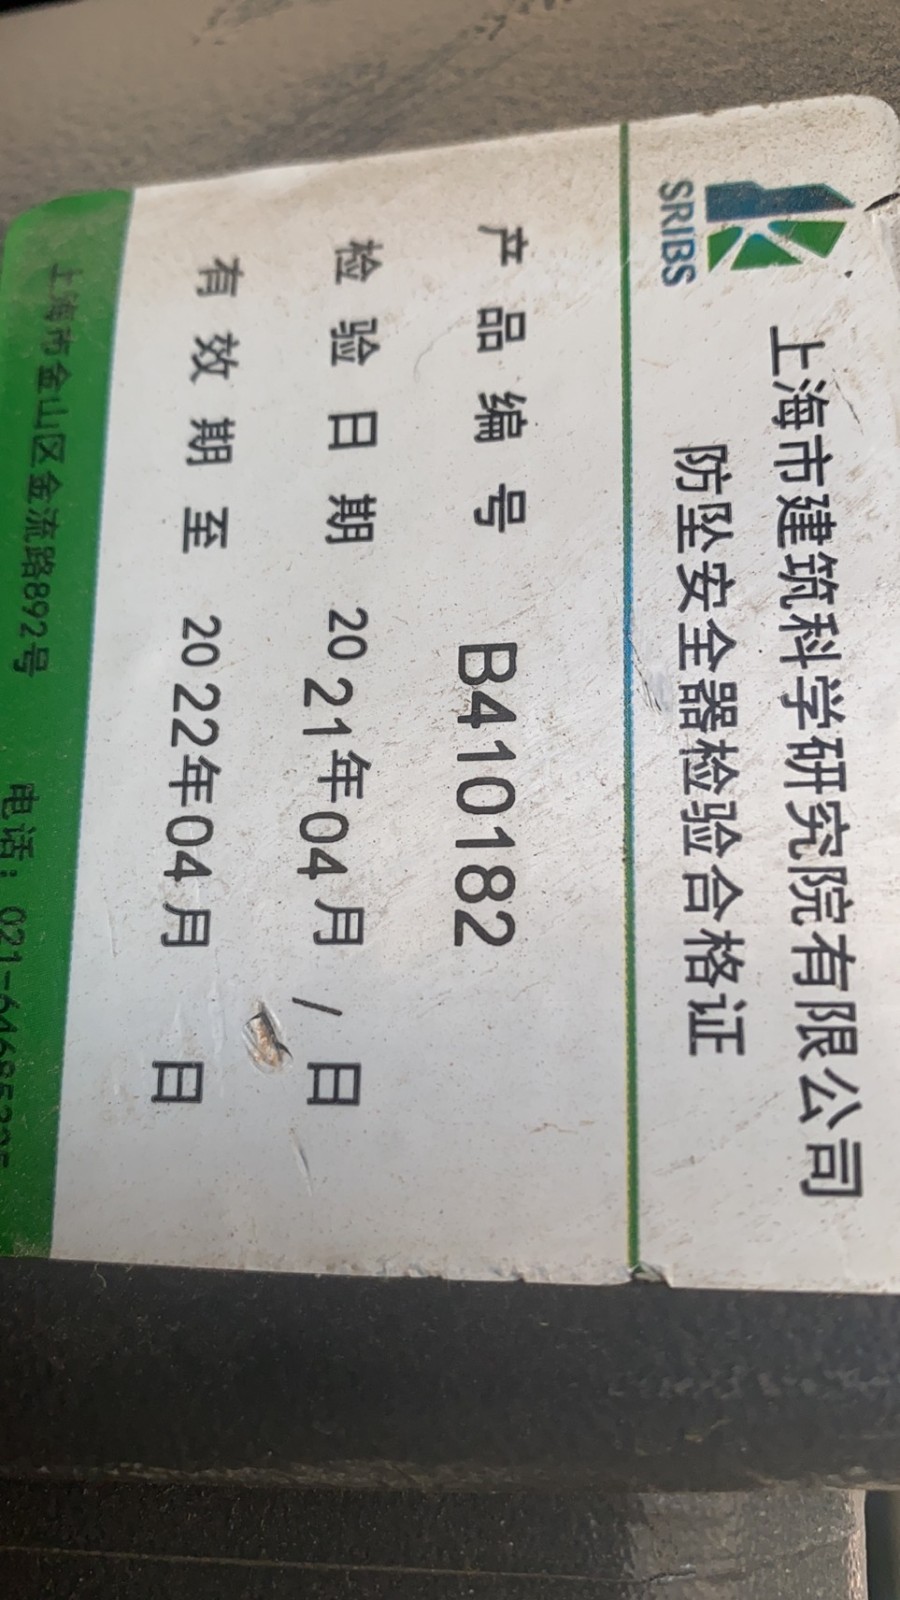 SRIBS
上海市建筑科学研究院有限公司
防坠安全器检验合格证
产品编号 B410182
检验日期 2021年04月/日
有效期至 2022年04月 日
上海市金山区金流路892号 电话：021-